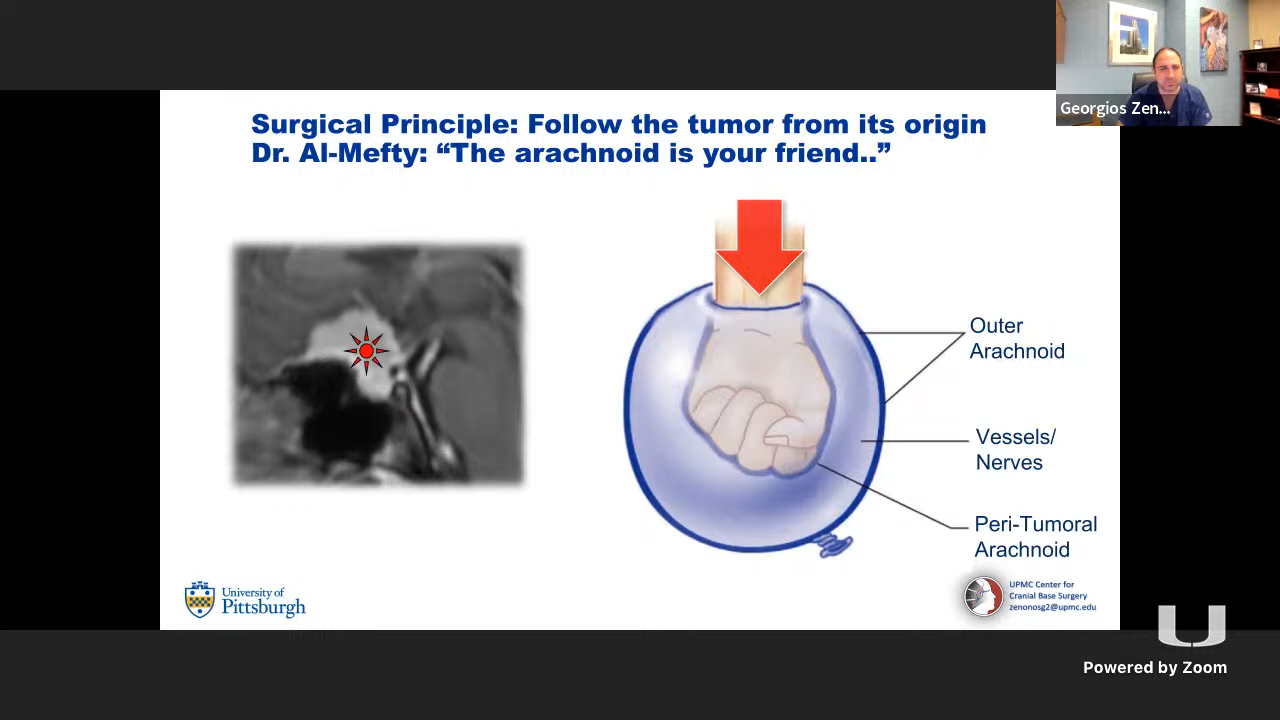 Georgios Zen...
Surgical Principle: Follow the tumor from its origin
Dr. Al-Mefty: “The arachnoid is your friend..”
Outer
Arachnoid
Vessels/
Nerves
Peri-Tumoral
Arachnoid
University of
Pittsburgh
UPMC Center for
Cranial Base Surgery
zenonosg2@upmc.edu
Powered by Zoom